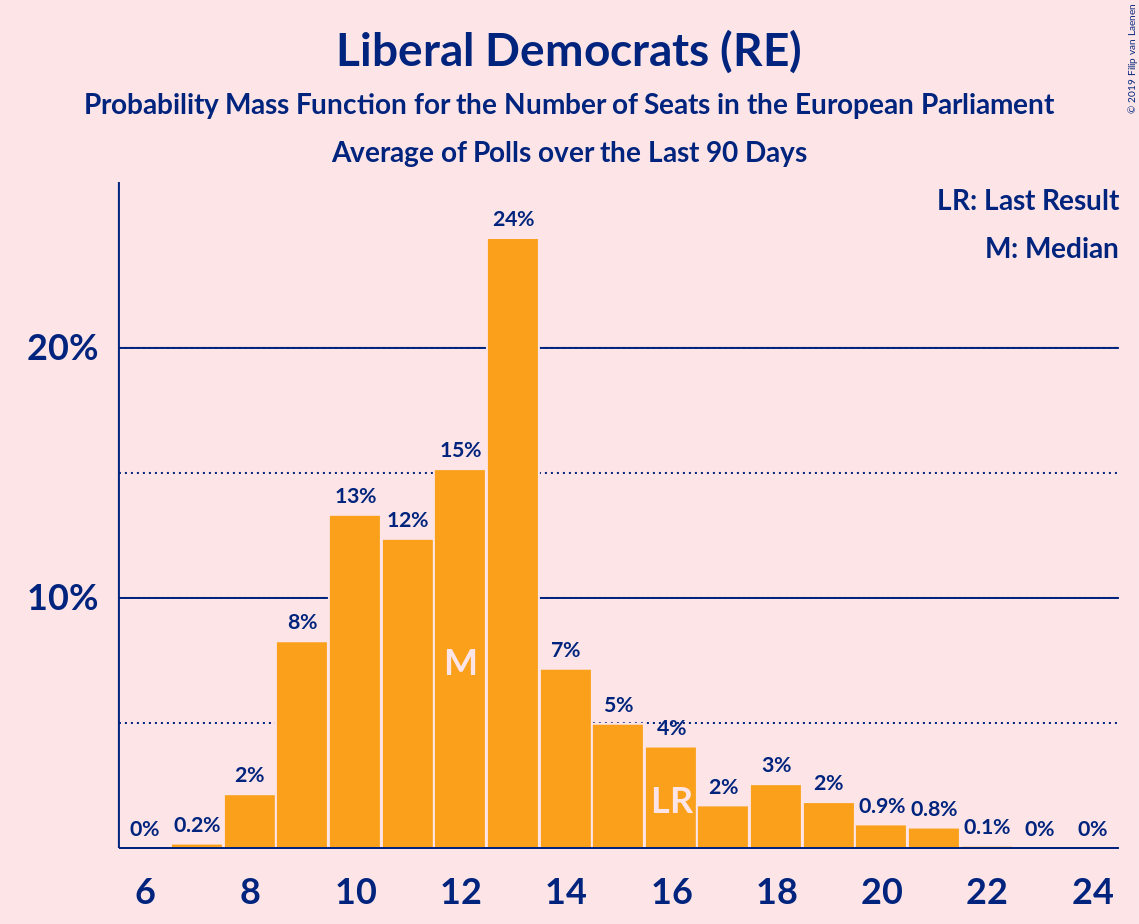 Liberal Democrats (RE)
Probability Mass Function for the Number of Seats in the European Parliament
Average of Polls over the Last 90 Days
© 2019 Filip van Laenen
LR: Last Result
M: Median
20%
10%
0%
0.2%
2%
8%
13%
12%
15%
24%
7%
5%
4%
2%
3%
2%
0.9%
0.8%
0.1%
0%
0%
M
LR
6 8 10 12 14 16 18 20 22 24